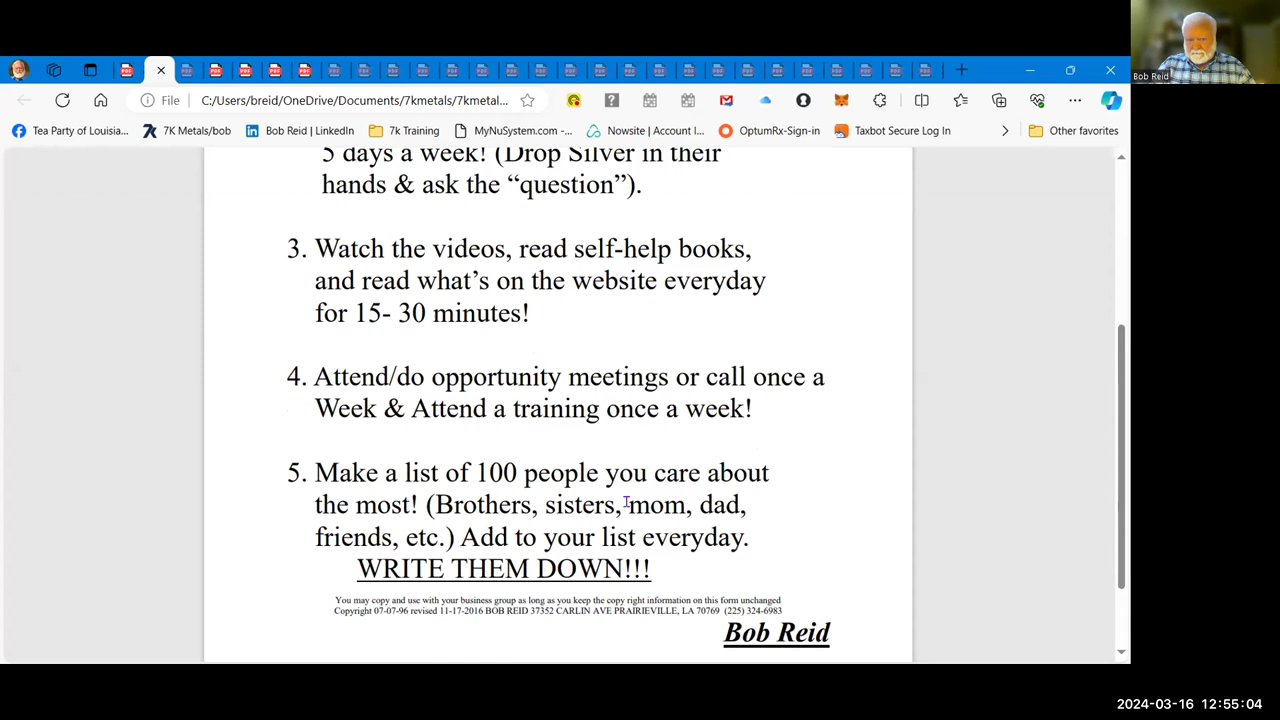 Bob Reid
File
C:/Users/breid/OneDrive/Documents/7kmetals/7kmetal...
Tea Party of Louisia...
7K Metals/bob
Bob Reid | LinkedIn
7k Training
MyNuSystem.com -...
Nowsite | Account I...
OptumRx-Sign-in
Taxbot Secure Log In
Other favorites
5 days a week! (Drop Silver in their
hands & ask the “question”).
3. Watch the videos, read self-help books,
and read what’s on the website everyday
for 15- 30 minutes!
4. Attend/do opportunity meetings or call once a
Week & Attend a training once a week!
5. Make a list of 100 people you care about
the most! (Brothers, sisters, mom, dad,
friends, etc.) Add to your list everyday.
WRITE THEM DOWN!!!
You may copy and use with your business group as long as you keep the copy right information on this form unchanged
Copyright 07-07-96 revised 11-17-2016 BOB REID 37352 CARLIN AVE PRAIRIEVILLE, LA 70769 (225) 324-6983
Bob Reid
2024-03-16 12:55:04